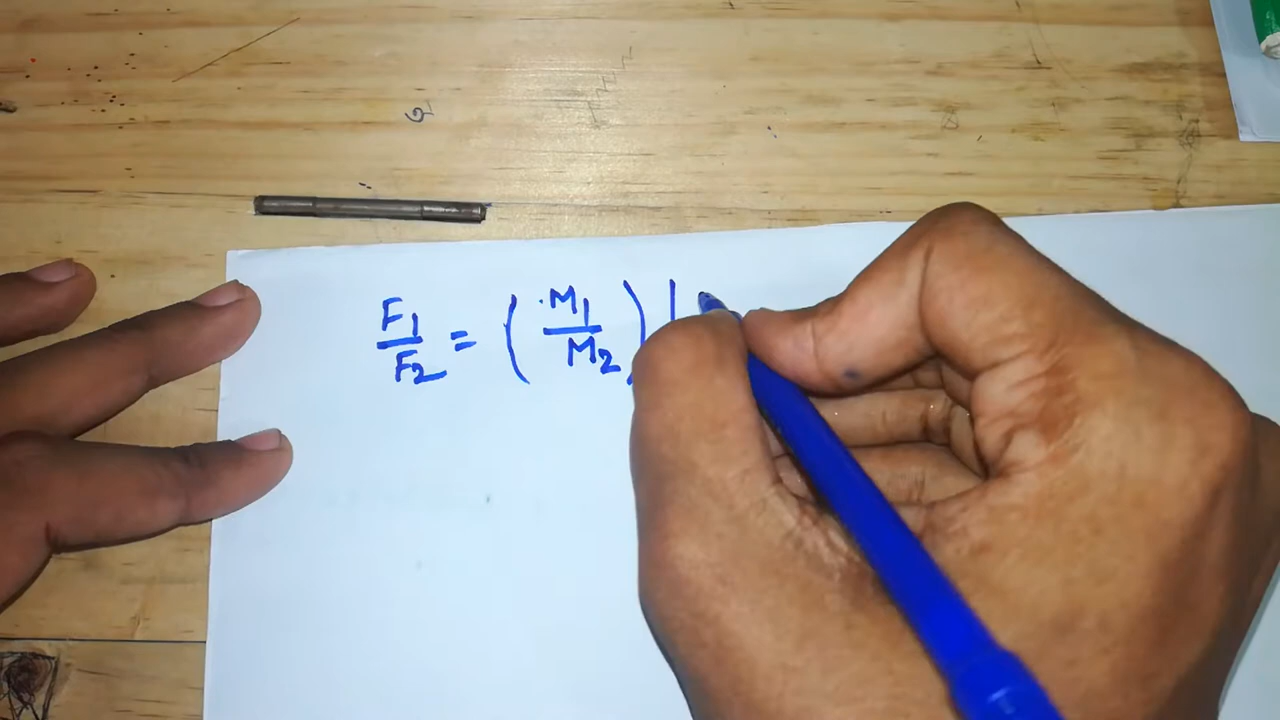 F1/F2 = (M1/M2) |